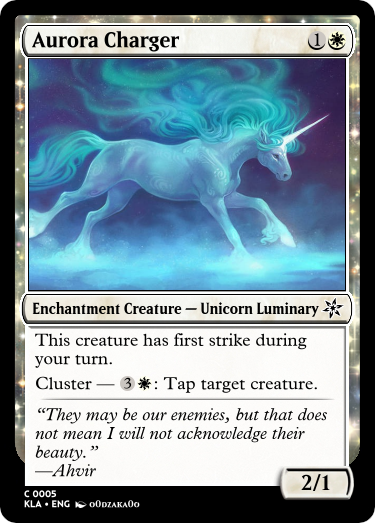 Aurora Charger 1
Enchantment Creature — Unicorn Luminary
This creature has first strike during
your turn.
Cluster — 3: Tap target creature.
“They may be our enemies, but that does
not mean I will not acknowledge their
beauty.”
—Ahvir
2/1
C 0005
KLA • ENG o0dzaka0o